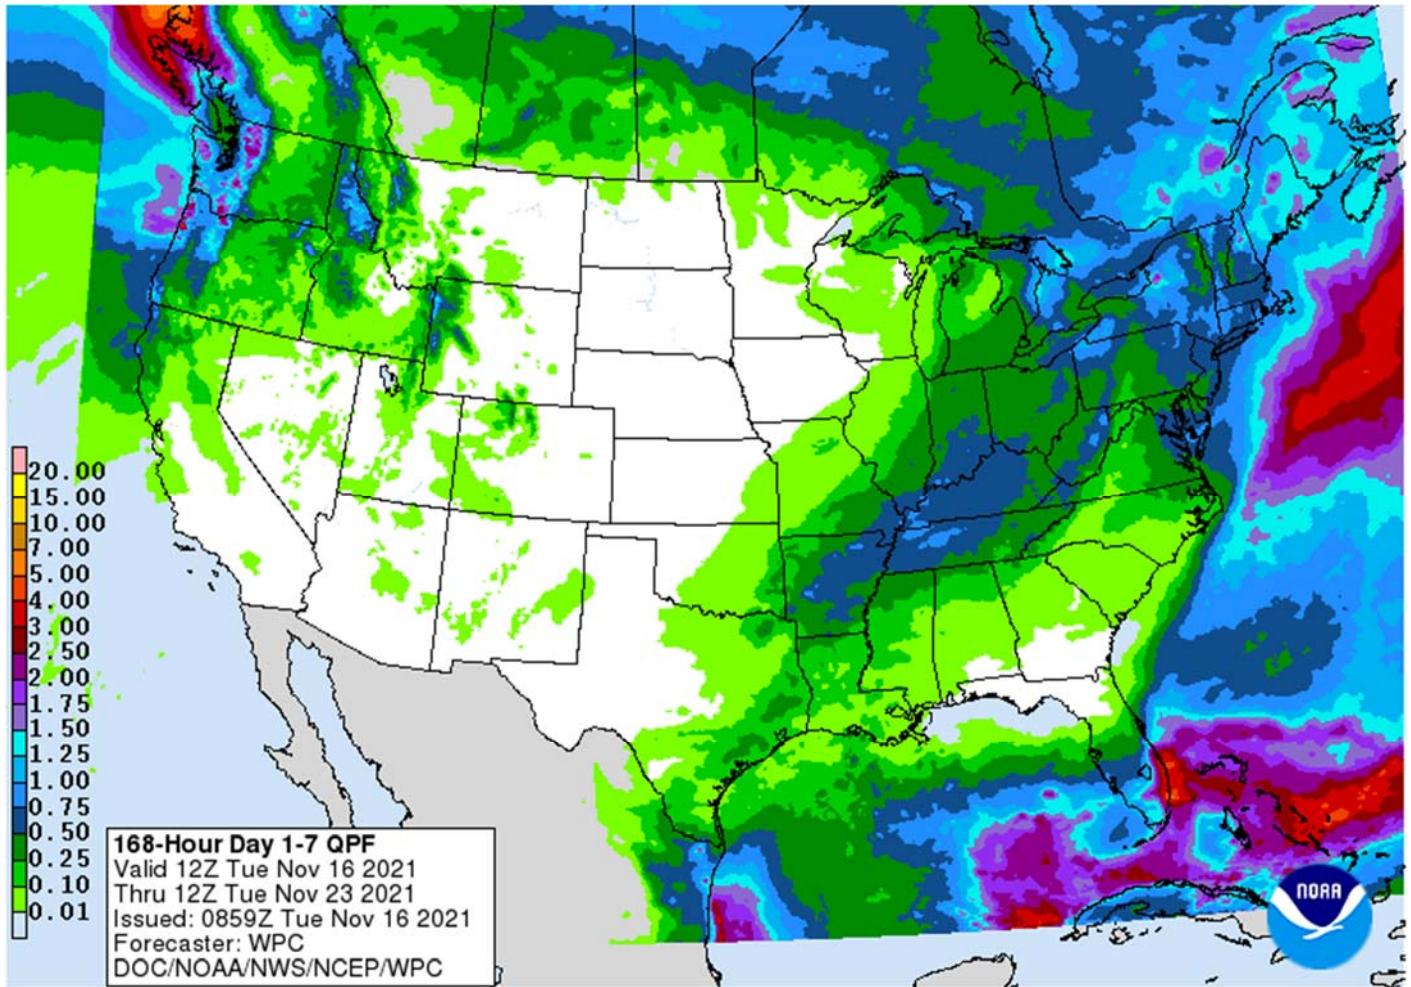 20.00
15.00
10.00
7.00
5.00
4.00
3.00
2.50
2.00
1.75
1.50
1.25
1.00
0.75
0.50
0.25
0.10
0.01
168-Hour Day 1-7 QPF
Valid 12Z Tue Nov 16 2021
Thru 12Z Tue Nov 23 2021
Issued: 0859Z Tue Nov 16 2021
Forecaster: WPC
DOC/NOAA/NWS/NCEP/WPC
NOAA